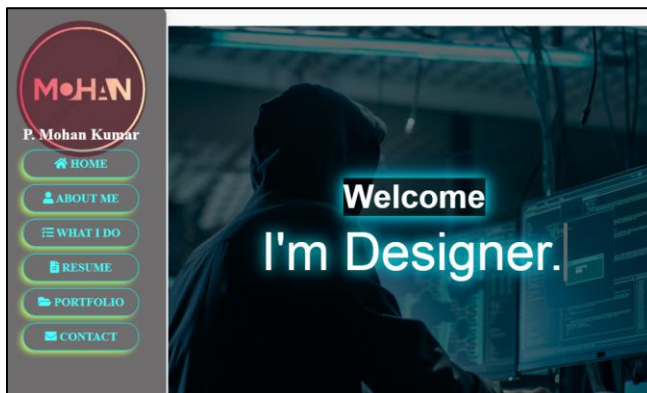 MOHAN
P. Mohan Kumar
HOME
ABOUT ME
WHAT I DO
RESUME
PORTFOLIO
CONTACT
Welcome
I'm Designer.